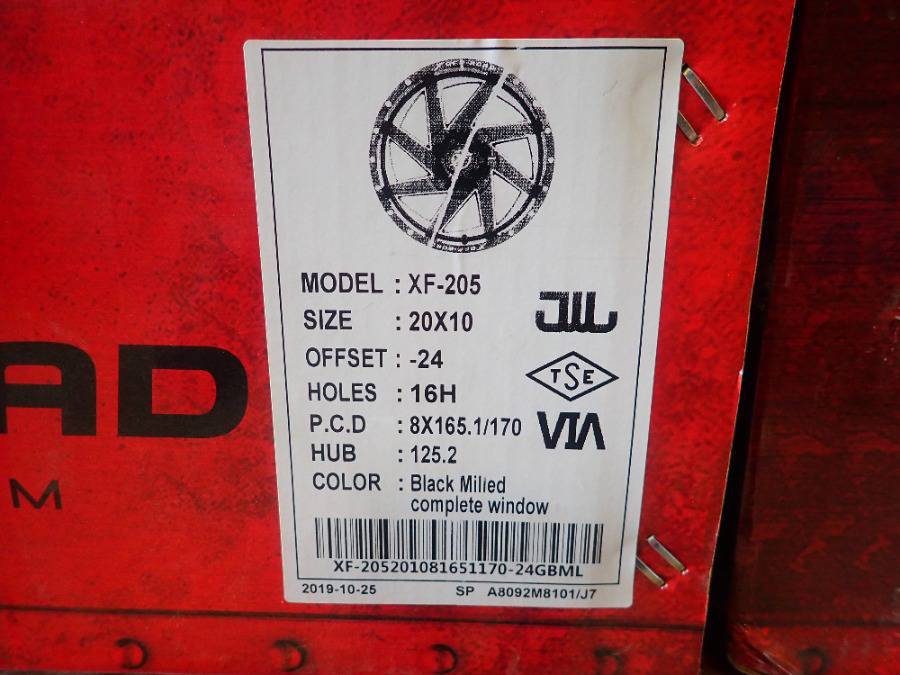 MODEL : XF-205
SIZE : 20X10
OFFSET : -24
HOLES : 16H
P.C.D : 8X165.1/170
HUB : 125.2
COLOR : Black Milled
complete window
JWL
TSE
VIA
XF-205201081651170-24GBML
2019-10-25 SP A8092M8101/J7
AD
M